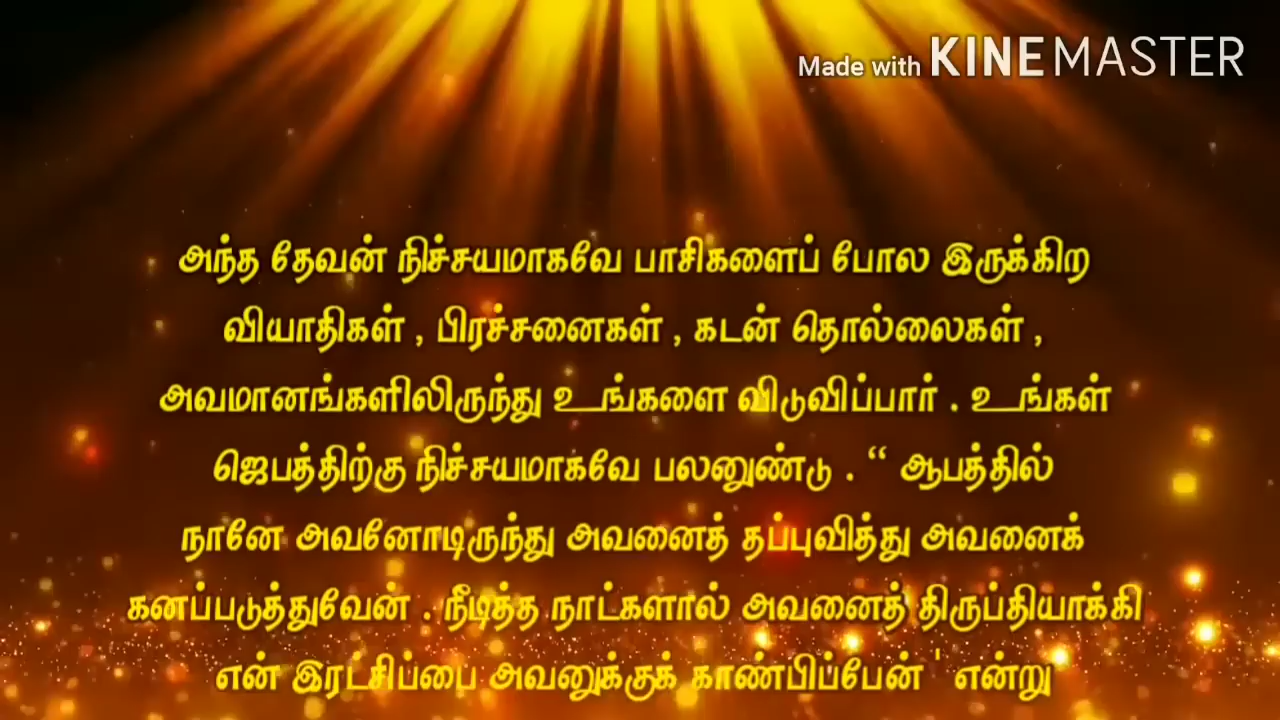 Made with KINEMASTER
அந்த தேவன் நிச்சயமாகவே பாசிகளைப் போல இருக்கிற
வியாதிகள் , பிரச்சனைகள் , கடன் தொல்லைகள் ,
அவமானங்களிலிருந்து உங்களை விடுவிப்பார் . உங்கள்
ஜெபத்திற்கு நிச்சயமாகவே பலனுண்டு . “ ஆபத்தில்
நானே அவனோடிருந்து அவனைத் தப்புவித்து அவனைக்
கனப்படுத்துவேன் . நீடித்த நாட்களால் அவனைத் திருப்தியாக்கி
என் இரட்சிப்பை அவனுக்குக் காண்பிப்பேன் ' என்று